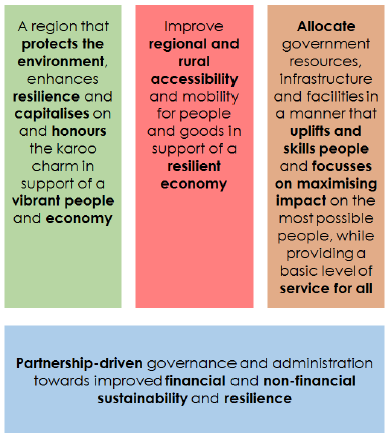 A region that
protects the
environment,
enhances
resilience and
capitalises on
and honours
the karoo
charm in
support of a
vibrant people
and economy
Improve
regional and
rural
accessibility
and mobility
for people
and goods in
support of a
resilient
economy
Allocate
government
resources,
infrastructure
and facilities in
a manner that
uplifts and
skills people
and focusses
on maximising
impact on the
most possible
people, while
providing a
basic level of
service for all
Partnership-driven governance and administration
towards improved financial and non-financial
sustainability and resilience